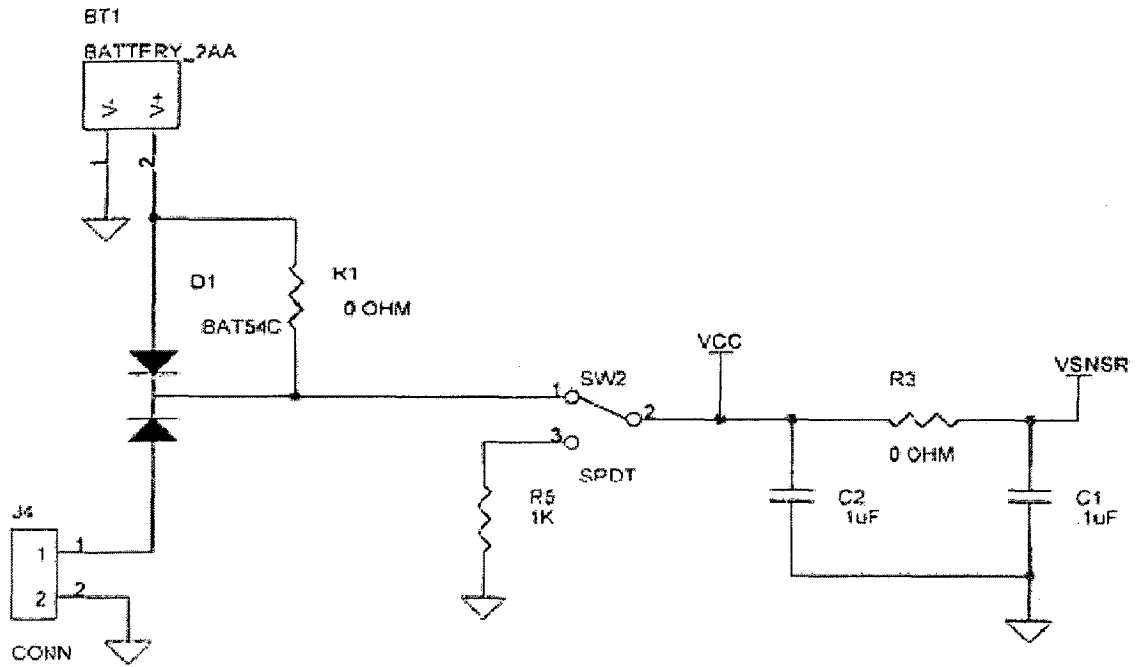 BT1
BATTERY_2AA
V-
V+
1
2
D1
BAT54C
R1
0 OHM
VCC
VSNSR
1
SW2
2
R3
3
0 OHM
SPDT
R5
1K
C2
.1uF
C1
.1uF
J4
1
1
2
2
CONN